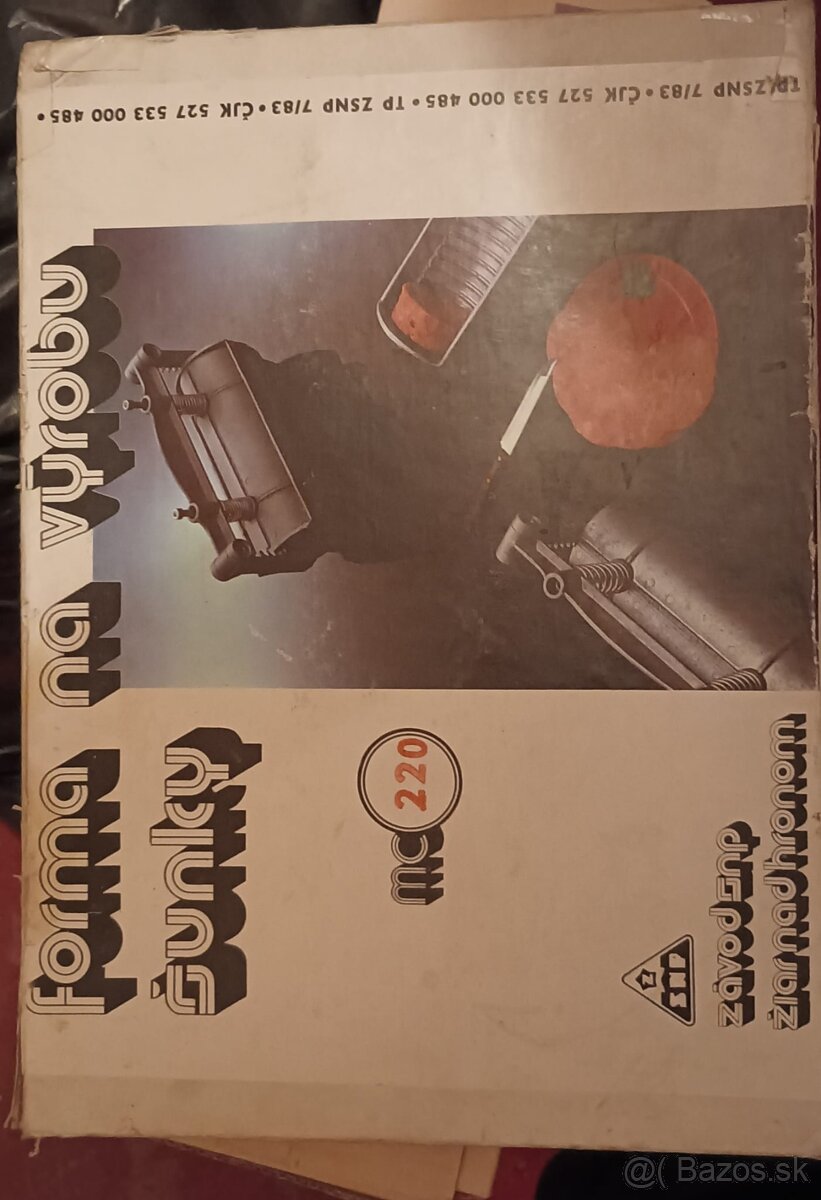 TP ZSNP 7/83 • ČJK 527 533 000 485 • TP ZSNP 7/83 • ČJK 527 533 000 485 •
forma na výrobu
šunky
mc 220
Z
SNP
závod snp
žiar nad hronom
@( Bazos.sk